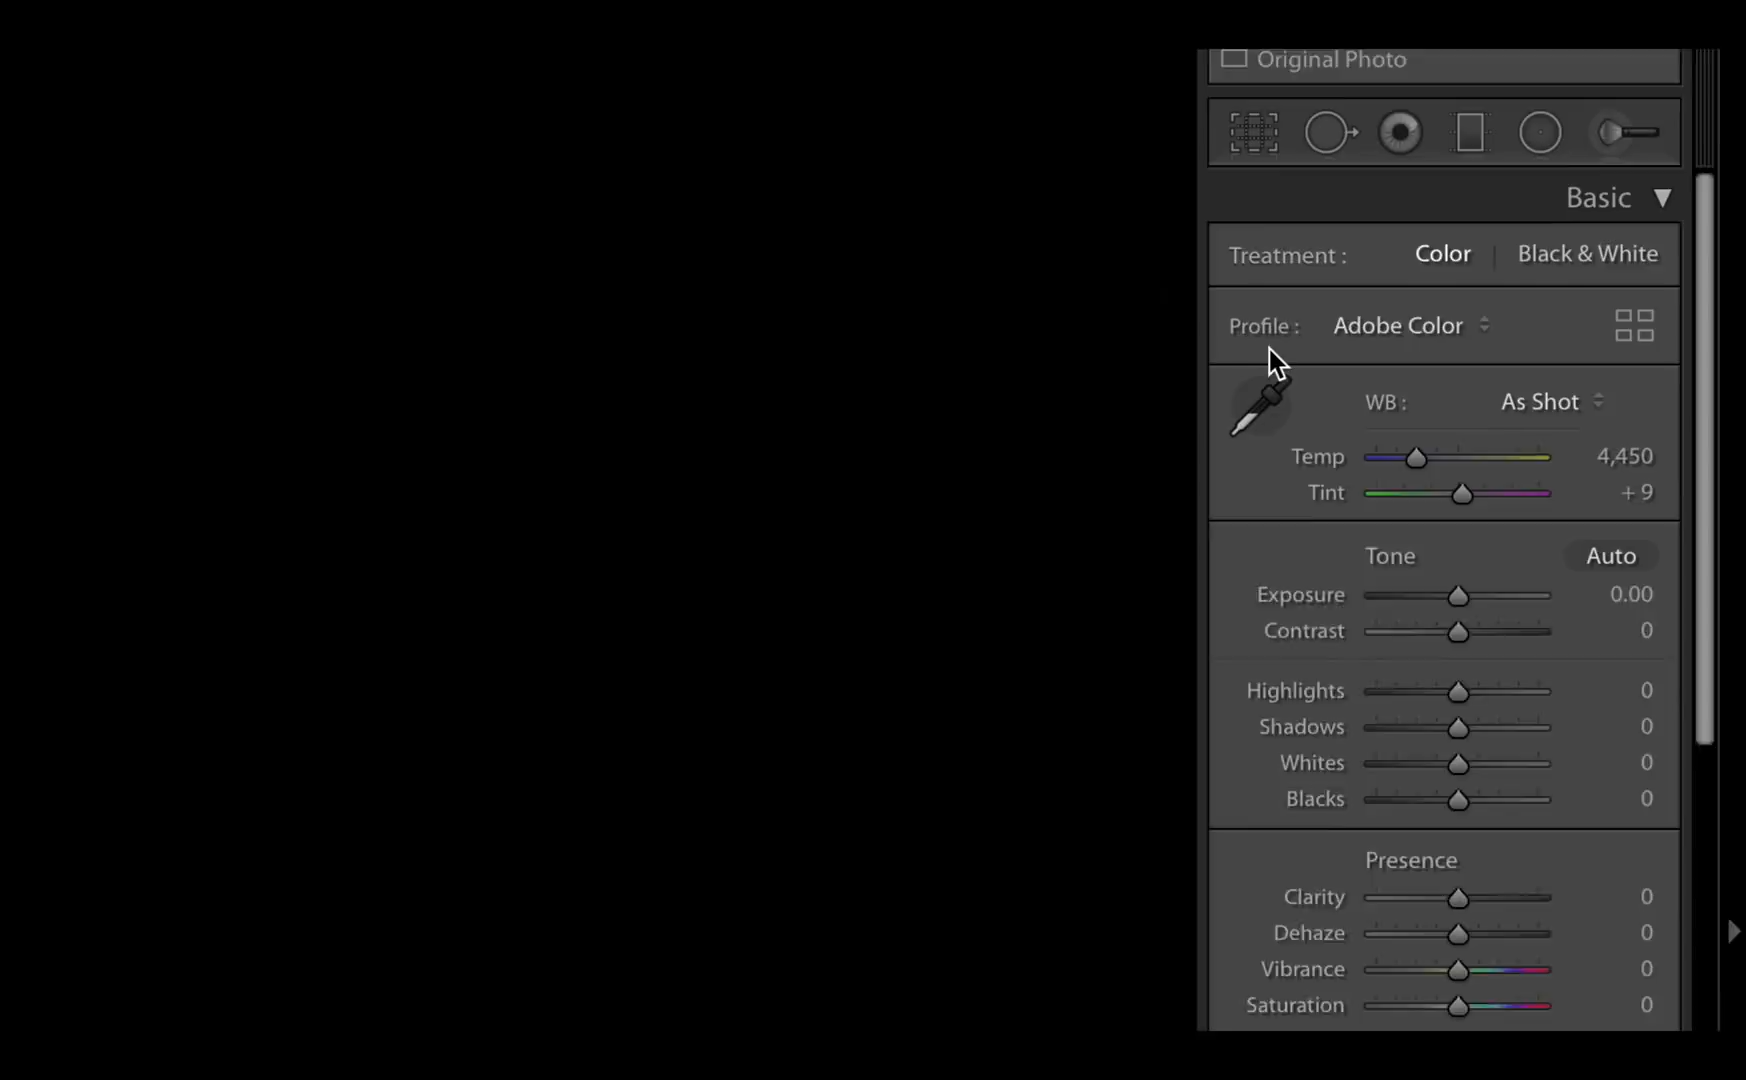 Original Photo
Basic
Treatment : Color | Black & White
Profile : Adobe Color
WB : As Shot
Temp 4,450
Tint + 9
Tone Auto
Exposure 0.00
Contrast 0
Highlights 0
Shadows 0
Whites 0
Blacks 0
Presence
Clarity 0
Dehaze 0
Vibrance 0
Saturation 0